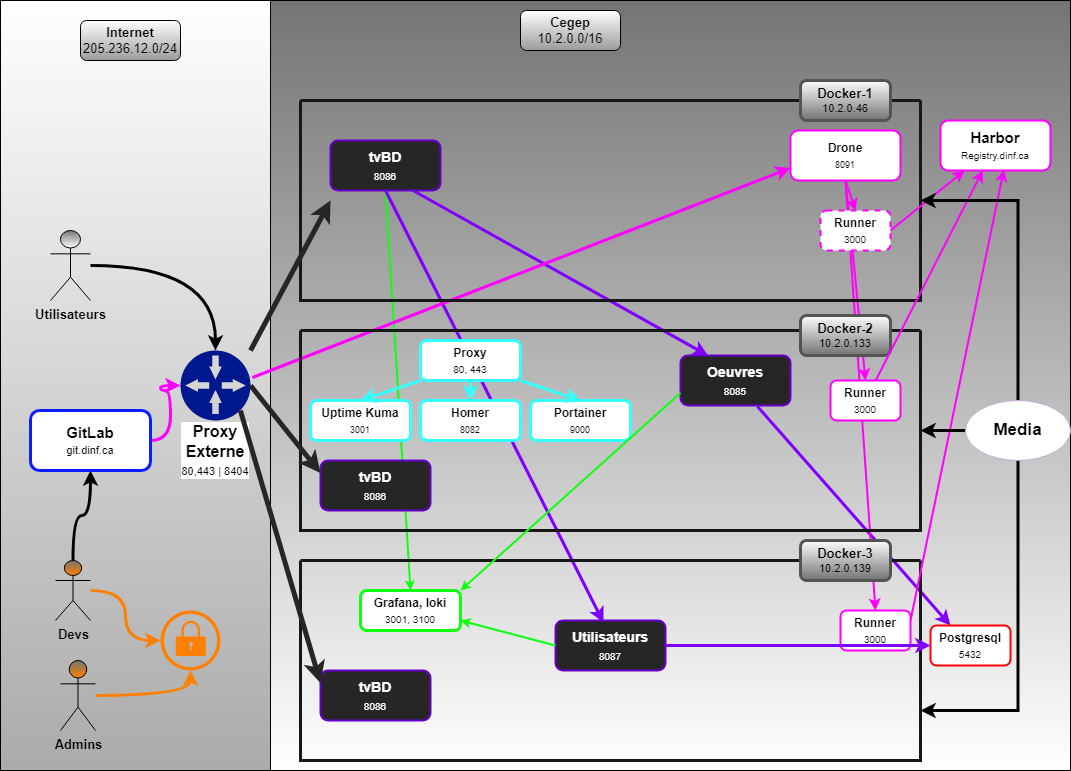 Internet
205.236.12.0/24
Cegep
10.2.0.0/16
Docker-1
10.2.0.46
tvBD
8086
Drone
8091
Harbor
Registry.dinf.ca
Runner
3000
Utilisateurs
Docker-2
10.2.0.133
Proxy
80, 443
Oeuvres
8085
Uptime Kuma
3001
Homer
8082
Portainer
9000
Runner
3000
Media
GitLab
git.dinf.ca
Proxy
Externe
80,443 | 8404
tvBD
8086
Docker-3
10.2.0.139
Grafana, loki
3001, 3100
Utilisateurs
8087
Runner
3000
Postgresql
5432
Devs
tvBD
8086
Admins